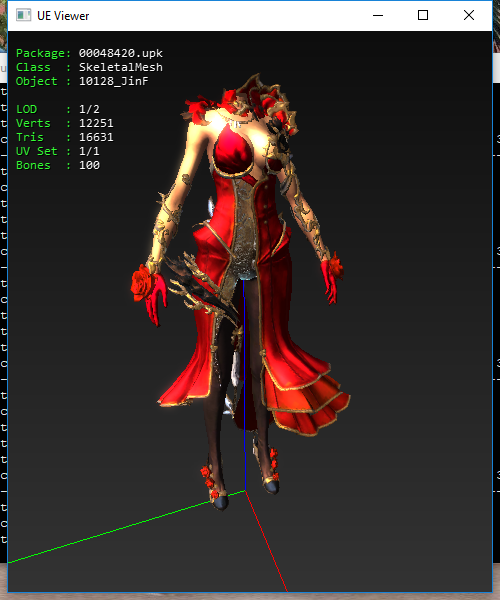 UE Viewer
Package: 00048420.upk
Class : SkeletalMesh
Object : 10128_JinF
LOD : 1/2
Verts : 12251
Tris : 16631
UV Set : 1/1
Bones : 100